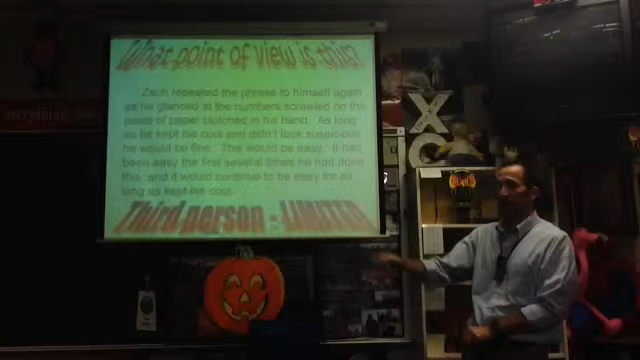 What point of view is this?
Zach repeated the phrase to himself again
as he glanced at the numbers scrawled on the
piece of paper clutched in his hand. As long
as he kept his cool and didn't look suspicious
he would be fine. This would be easy. It had
been easy the first several times he had done
this, and it would continue to be easy for as
long as kept his cool.
Third person - LIMITED
X